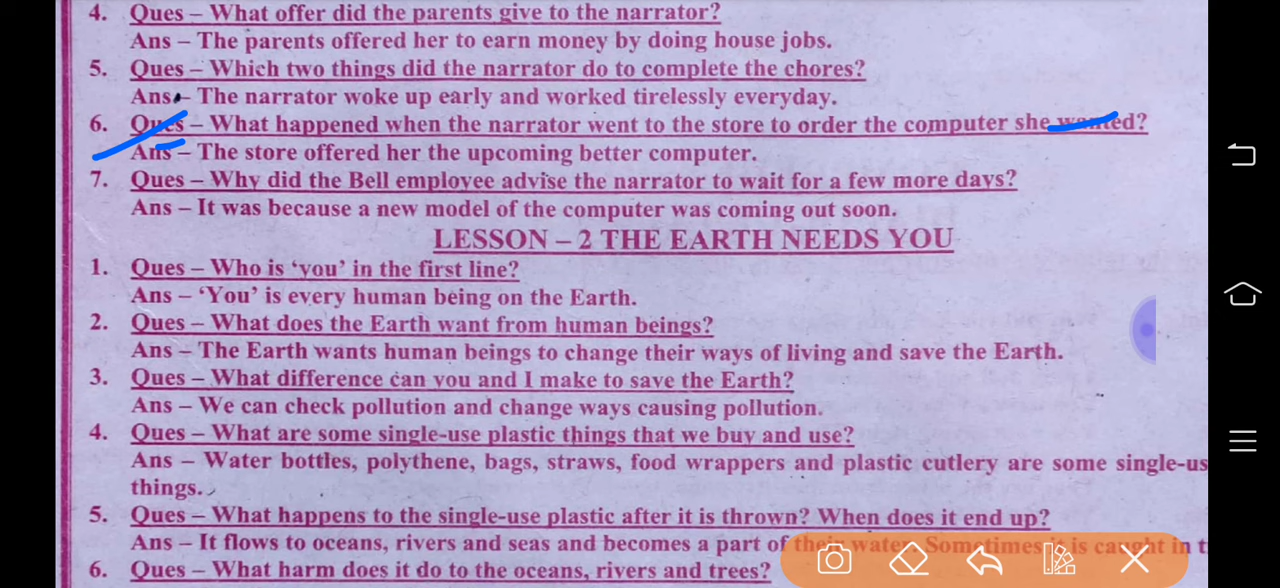 4. Ques – What offer did the parents give to the narrator?
Ans – The parents offered her to earn money by doing house jobs.
5. Ques – Which two things did the narrator do to complete the chores?
Ans – The narrator woke up early and worked tirelessly everyday.
6. Ques – What happened when the narrator went to the store to order the computer she wanted?
Ans – The store offered her the upcoming better computer.
7. Ques – Why did the Bell employee advise the narrator to wait for a few more days?
Ans – It was because a new model of the computer was coming out soon.
LESSON – 2 THE EARTH NEEDS YOU
1. Ques – Who is ‘you’ in the first line?
Ans – ‘You’ is every human being on the Earth.
2. Ques – What does the Earth want from human beings?
Ans – The Earth wants human beings to change their ways of living and save the Earth.
3. Ques – What difference can you and I make to save the Earth?
Ans – We can check pollution and change ways causing pollution.
4. Ques – What are some single-use plastic things that we buy and use?
Ans – Water bottles, polythene, bags, straws, food wrappers and plastic cutlery are some single-us
things.
5. Ques – What happens to the single-use plastic after it is thrown? When does it end up?
Ans – It flows to oceans, rivers and seas and becomes a part of their water. Sometimes it is caught in t
6. Ques – What harm does it do to the oceans, rivers and trees?